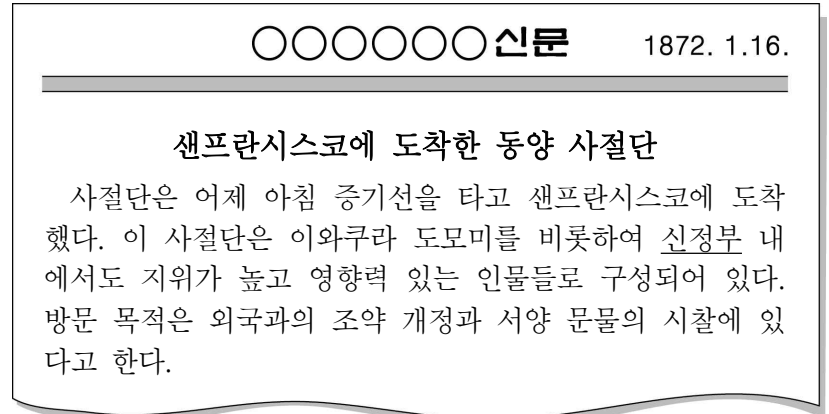 ○○○○○○신문 1872. 1.16.
샌프란시스코에 도착한 동양 사절단
사절단은 어제 아침 증기선을 타고 샌프란시스코에 도착
했다. 이 사절단은 이와쿠라 도모미를 비롯하여 신정부 내
에서도 지위가 높고 영향력 있는 인물들로 구성되어 있다.
방문 목적은 외국과의 조약 개정과 서양 문물의 시찰에 있
다고 한다.